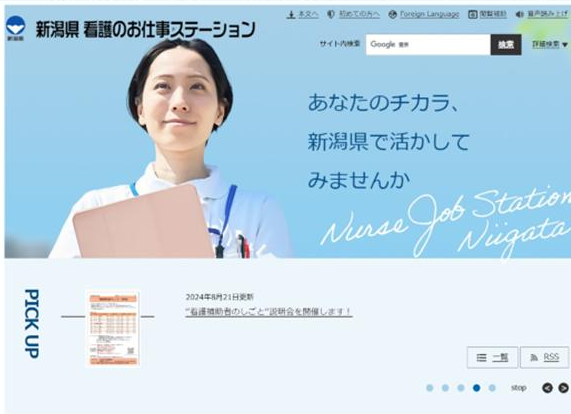 本文へ 初めての方へ Foreign Language 閲覧補助 音声読み上げ
新潟県
新潟県 看護のお仕事ステーション
サイト内検索 Google 検索 詳細検索
あなたのチカラ、
新潟県で活かして
みませんか
Nurse Job Station
Niigata
PICK UP
2024年8月21日更新
"看護補助者のしごと"説明会を開催します！
一覧 RSS
stop